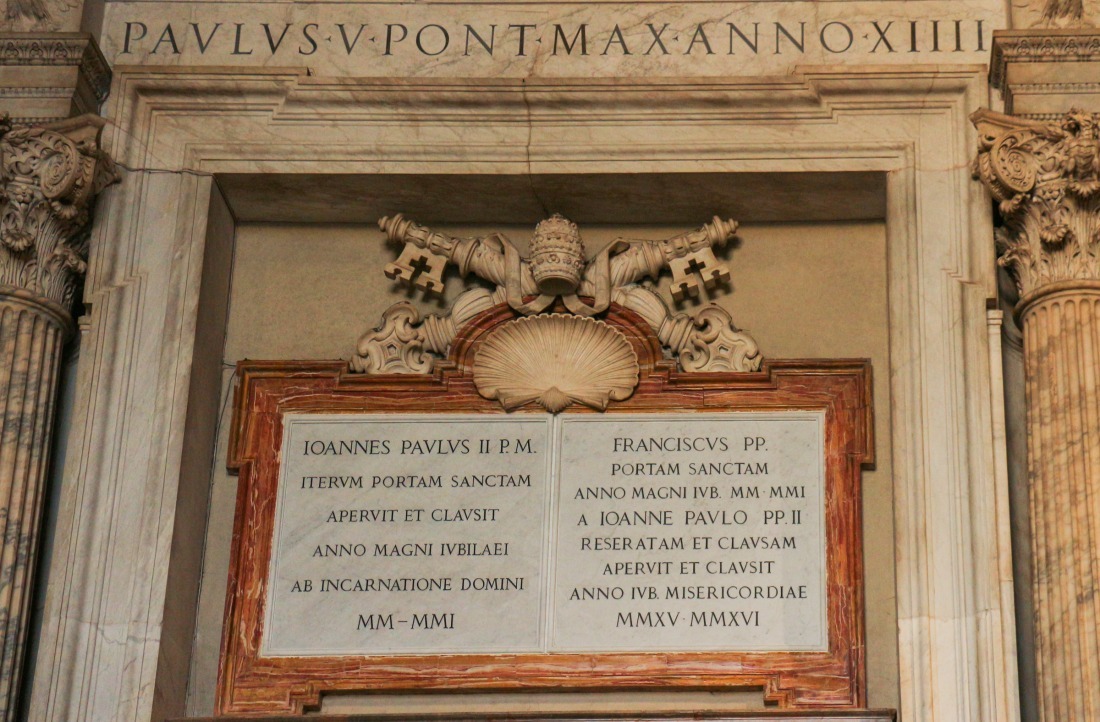 PAVLVS·V·PONT·MAX·ANNO·XIIII
IOANNES PAVLVS II P. M.
ITERVM PORTAM SANCTAM
APERVIT ET CLAVSIT
ANNO MAGNI IVBILAEI
AB INCARNATIONE DOMINI
MM–MMI
FRANCISCVS PP.
PORTAM SANCTAM
ANNO MAGNI IVB. MM·MMI
A IOANNE PAVLO PP. II
RESERATAM ET CLAVSAM
APERVIT ET CLAVSIT
ANNO IVB. MISERICORDIAE
MMXV·MMXVI